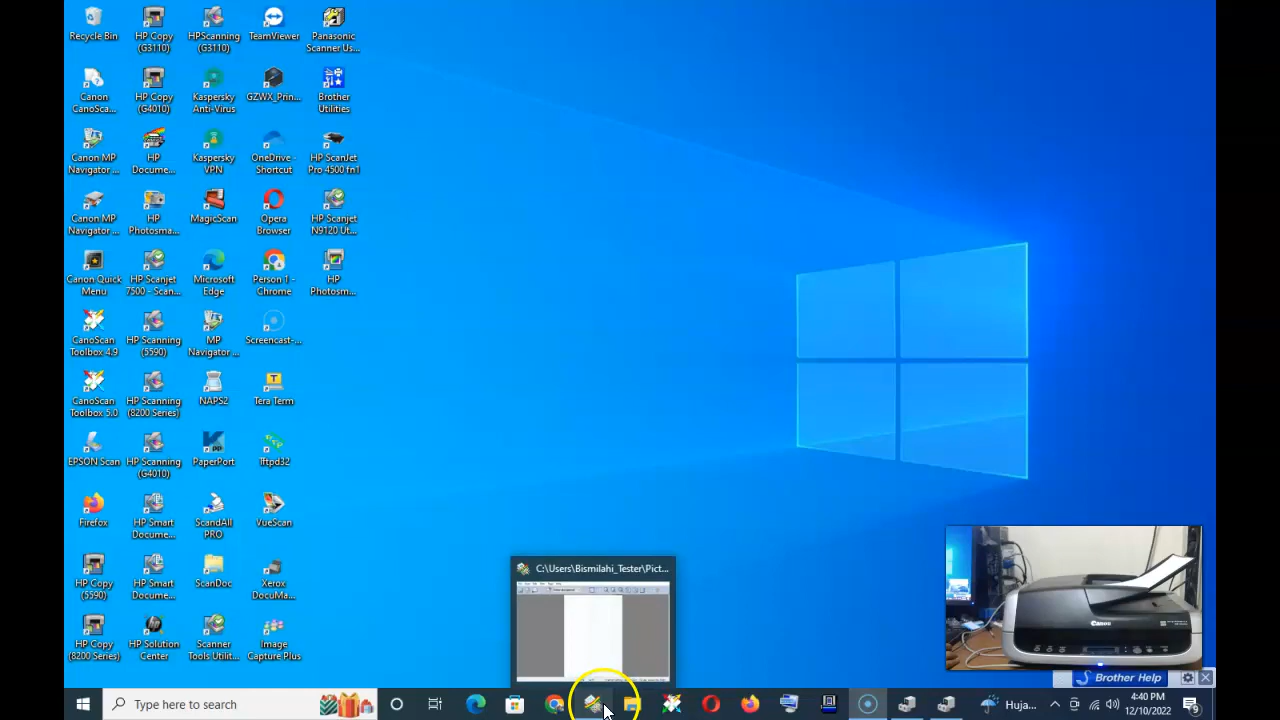 Recycle Bin
HP Copy
(G3110)
HPScanning
(G3110)
TeamViewer
Panasonic
Scanner Us...
Canon
CanoSca...
HP Copy
(G4010)
Kaspersky
Anti-Virus
GZWX_Prin...
Brother
Utilities
Canon MP
Navigator ...
HP
Docume...
Kaspersky
VPN
OneDrive -
Shortcut
HP ScanJet
Pro 4500 fn1
Canon MP
Navigator ...
HP
Photosma...
MagicScan
Opera
Browser
HP Scanjet
N9120 Ut...
Canon Quick
Menu
HP Scanjet
7500 - Scan...
Microsoft
Edge
Person 1 -
Chrome
HP
Photosm...
CanoScan
Toolbox 4.9
HP Scanning
(5590)
MP
Navigator ...
Screencast-...
CanoScan
Toolbox 5.0
HP Scanning
(8200 Series)
NAPS2
Tera Term
EPSON Scan
HP Scanning
(G4010)
PaperPort
Tftpd32
Firefox
HP Smart
Docume...
ScandAll
PRO
VueScan
HP Copy
(5590)
HP Smart
Docume...
ScanDoc
Xerox
DocuMa...
HP Copy
(8200 Series)
HP Solution
Center
Scanner
Tools Utilit...
Image
Capture Plus
C:\Users\Bismilahi_Tester\Pict...
Canon
Brother Help
Type here to search
Huja...
4:40 PM
12/10/2022
9